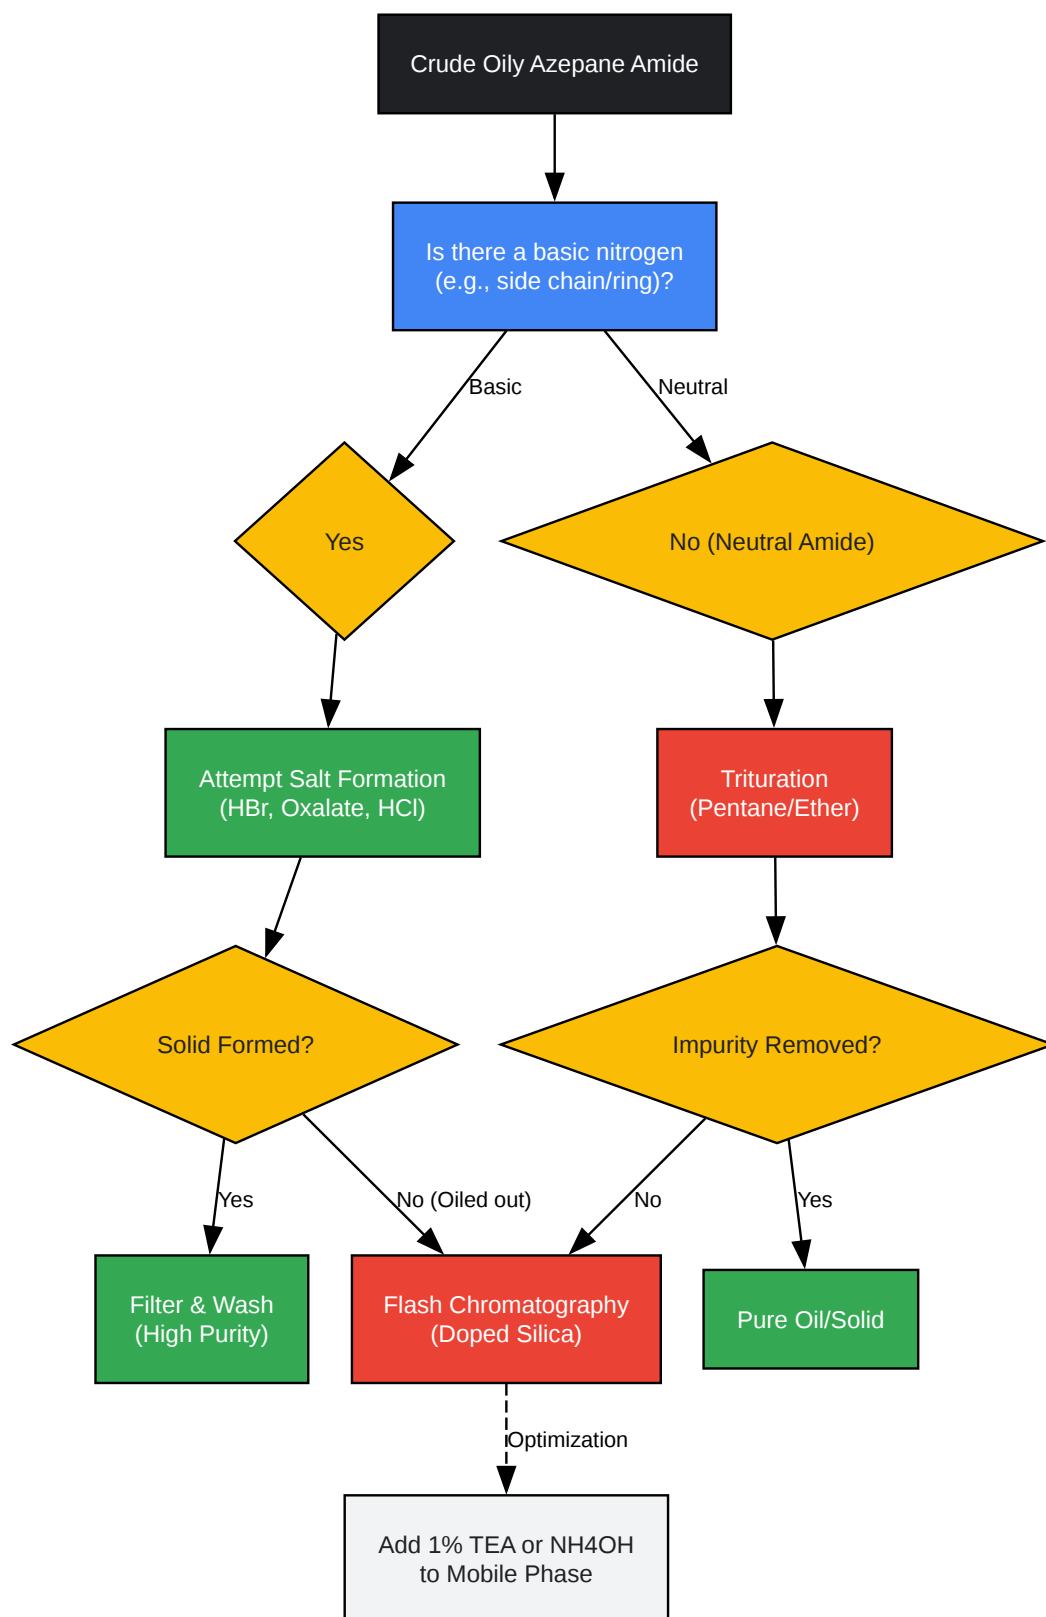 Crude Oily Azepane Amide
Is there a basic nitrogen
(e.g., side chain/ring)?
Basic
Neutral
Yes
No (Neutral Amide)
Attempt Salt Formation
(HBr, Oxalate, HCl)
Trituration
(Pentane/Ether)
Solid Formed?
Impurity Removed?
Yes
No (Oiled out)
No
Yes
Filter & Wash
(High Purity)
Flash Chromatography
(Doped Silica)
Pure Oil/Solid
Optimization
Add 1% TEA or NH4OH
to Mobile Phase